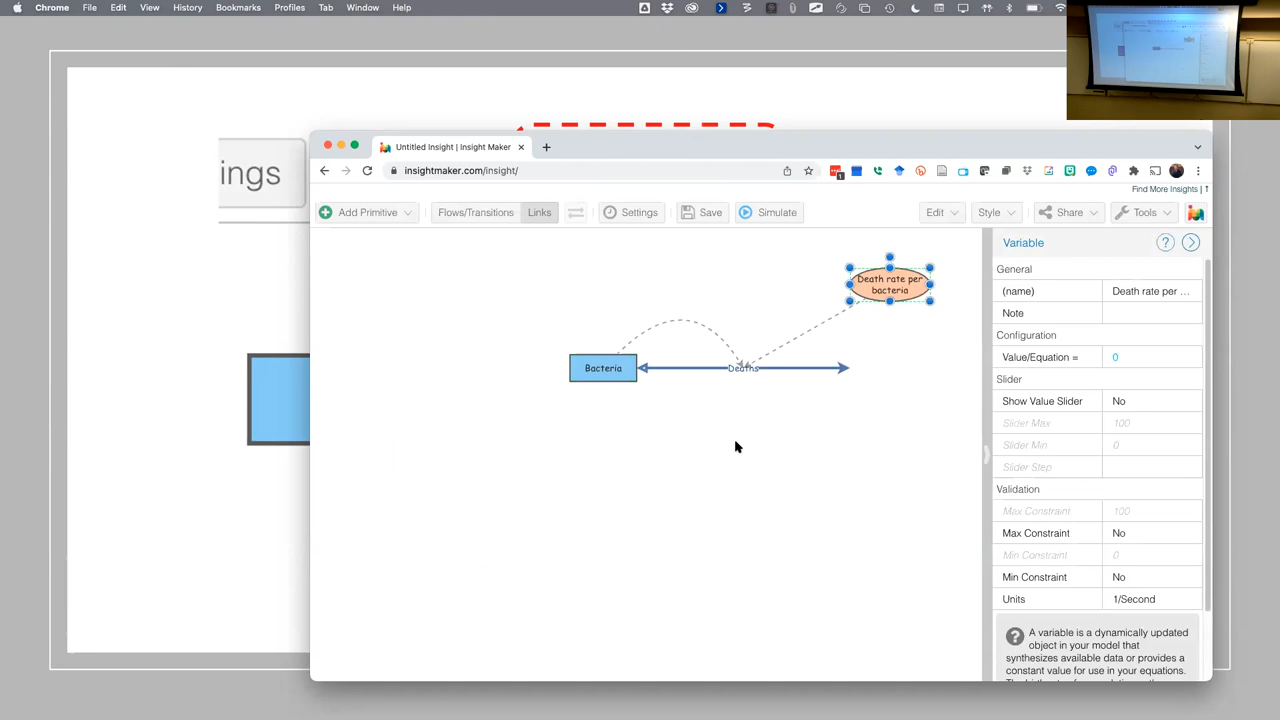 Chrome File Edit View History Bookmarks Profiles Tab Window Help
ings
Untitled Insight | Insight Maker
insightmaker.com/insight/
1
Find More Insights |
Add Primitive Flows/Transitions Links Settings Save Simulate Edit Style Share Tools
Death rate per
bacteria
Bacteria
Deaths
Variable
General
(name) Death rate per ...
Note
Configuration
Value/Equation = 0
Slider
Show Value Slider No
Slider Max 100
Slider Min 0
Slider Step
Validation
Max Constraint 100
Max Constraint No
Min Constraint 0
Min Constraint No
Units 1/Second
A variable is a dynamically updated
object in your model that
synthesizes available data or provides a
constant value for use in your equations.